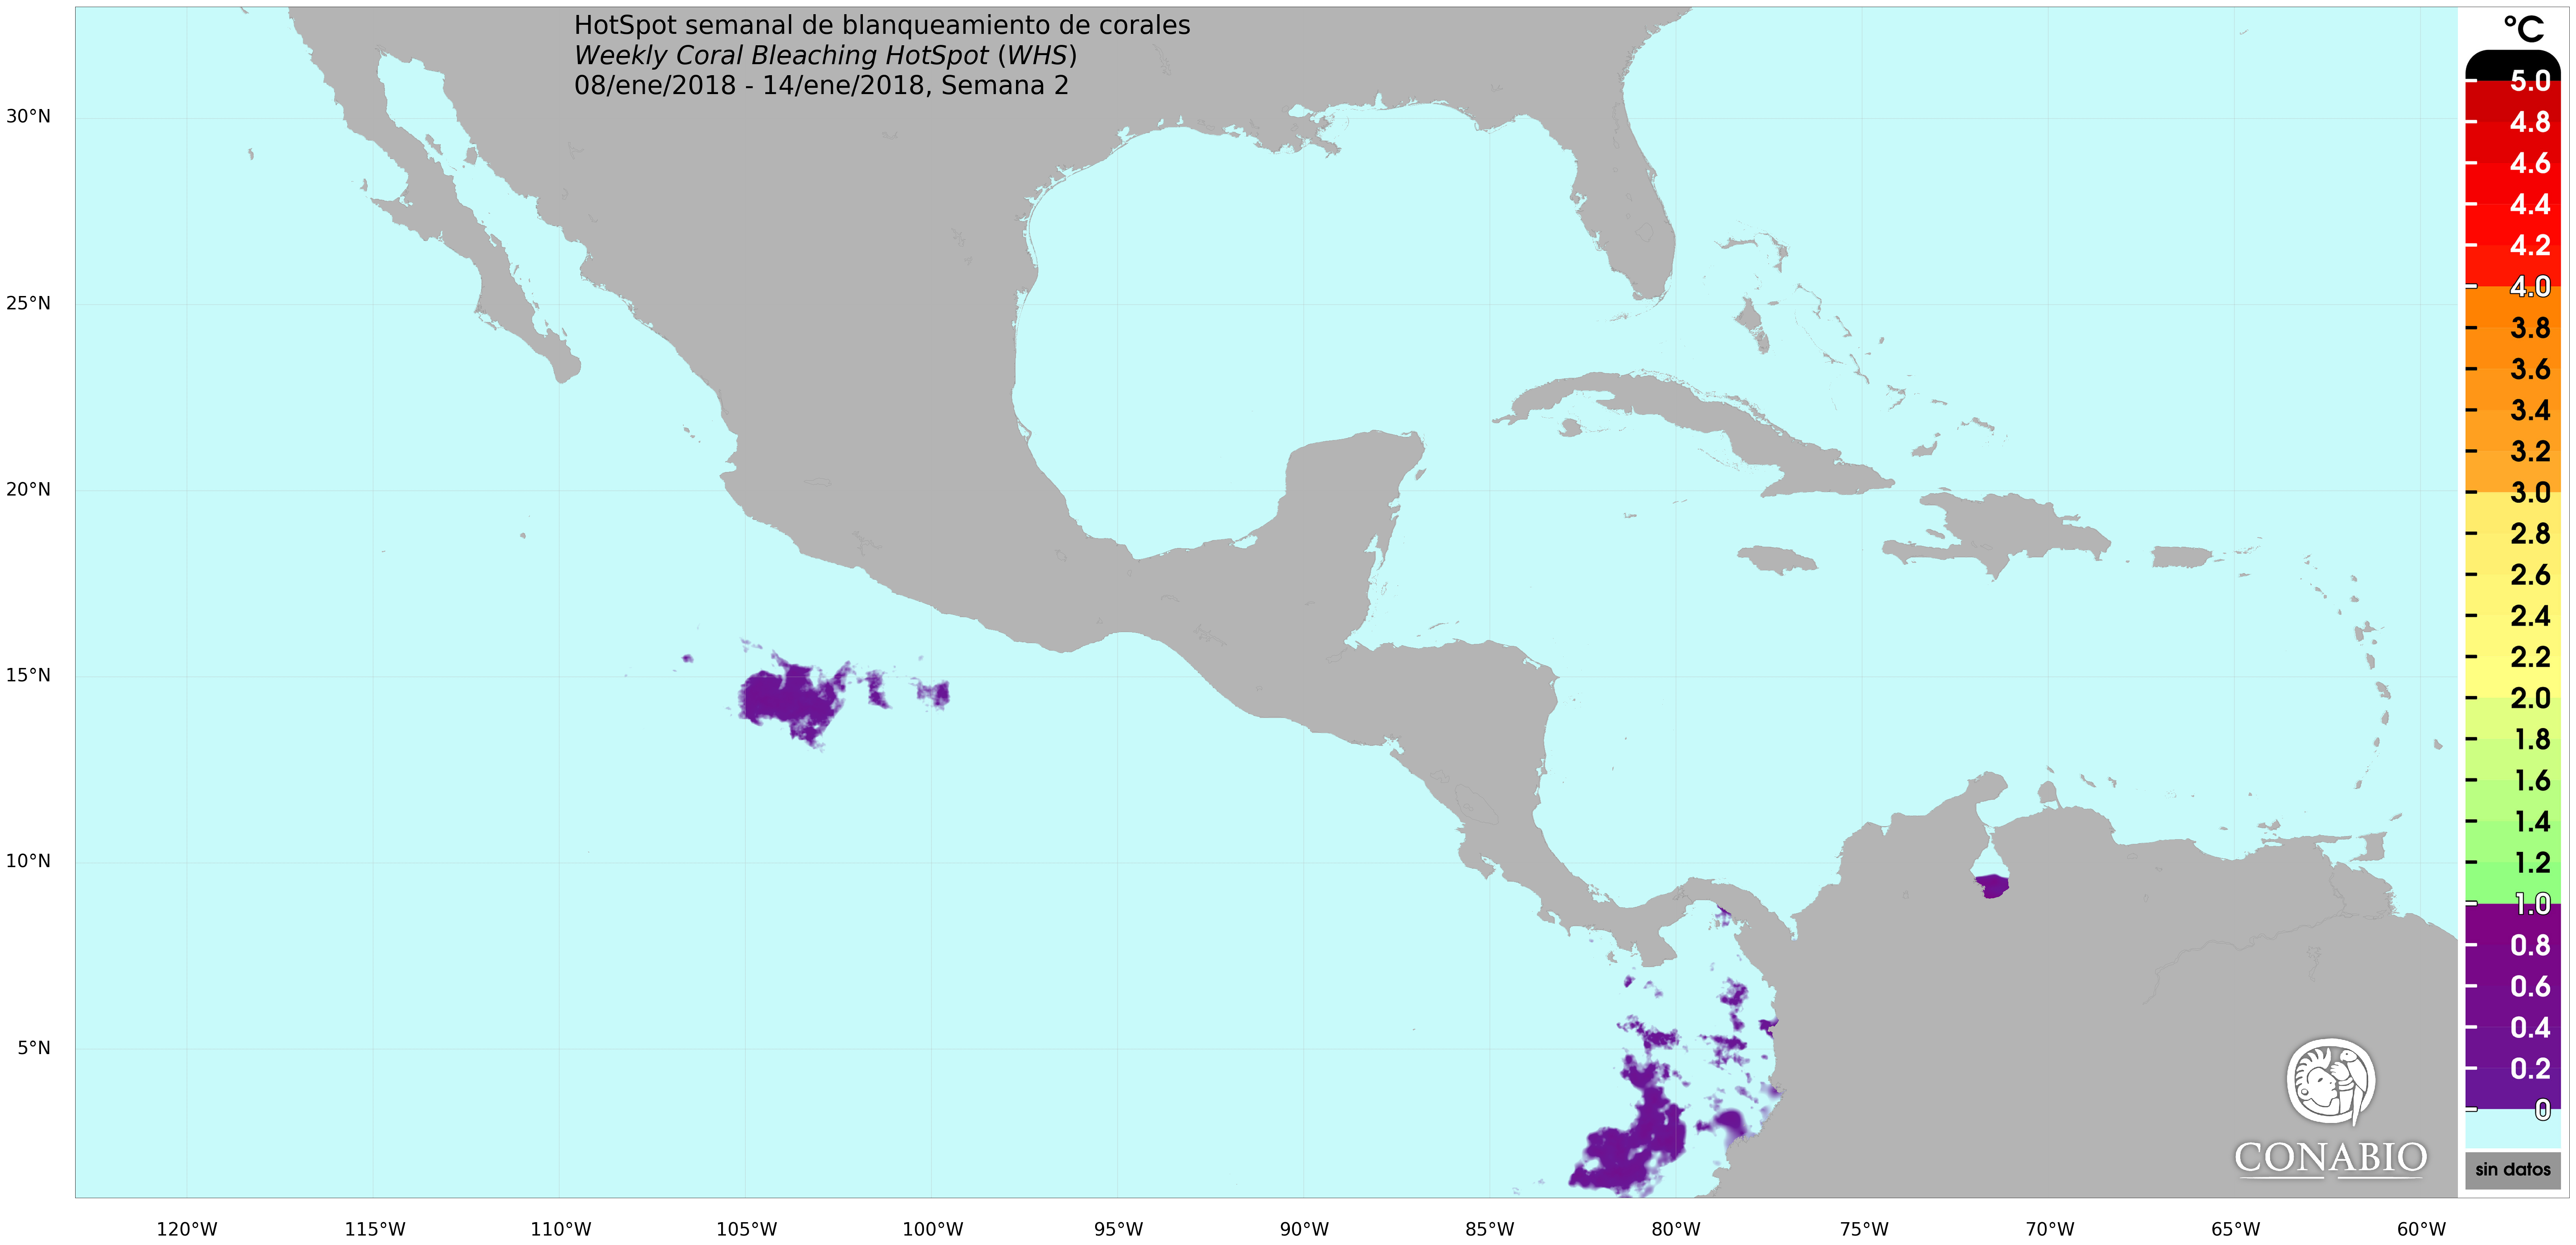 HotSpot semanal de blanqueamiento de corales
Weekly Coral Bleaching HotSpot (WHS)
08/ene/2018 - 14/ene/2018, Semana 2
°C
5.0
4.8
4.6
4.4
4.2
4.0
3.8
3.6
3.4
3.2
3.0
2.8
2.6
2.4
2.2
2.0
1.8
1.6
1.4
1.2
1.0
0.8
0.6
0.4
0.2
0
sin datos
30°N
25°N
20°N
15°N
10°N
5°N
CONABIO
120°W 115°W 110°W 105°W 100°W 95°W 90°W 85°W 80°W 75°W 70°W 65°W 60°W